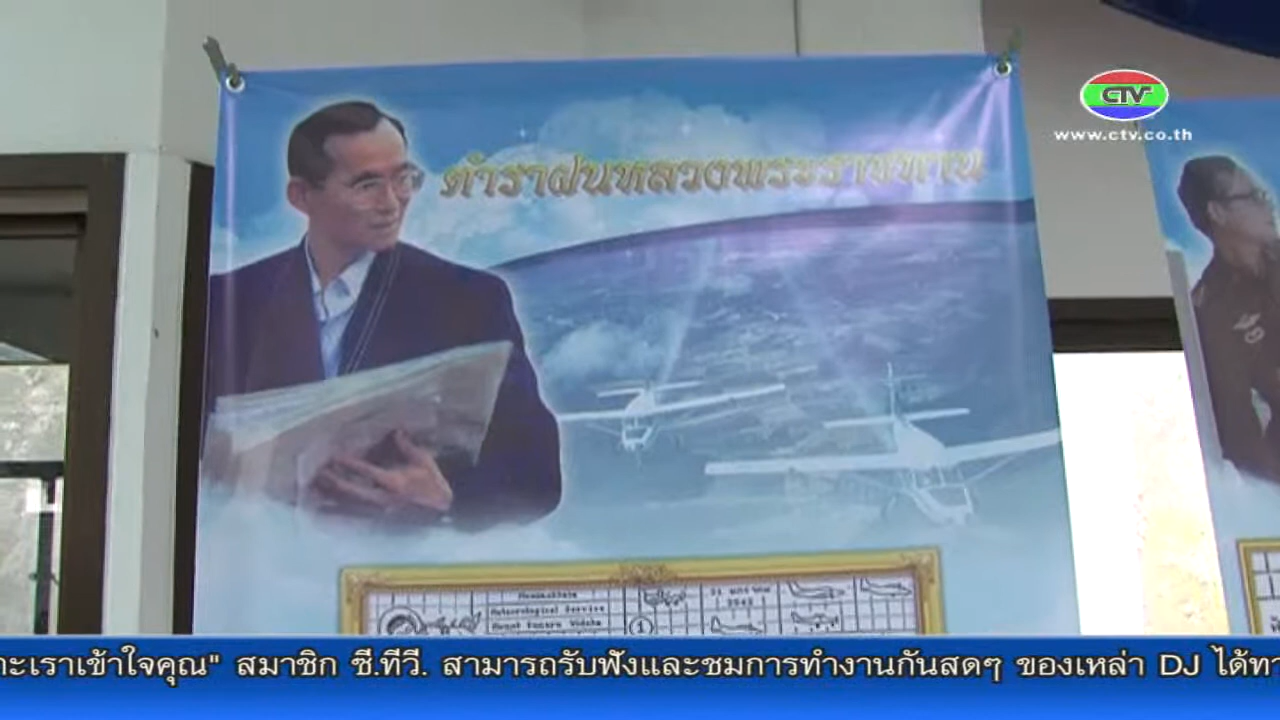 CTV
www.ctv.co.th
ตำราฝนหลวงพระราชทาน
Meteorological Service
1
ะเราเข้าใจคุณ" สมาชิก ซี.ทีวี. สามารถรับฟังและชมการทำงานกันสดๆ ของเหล่า DJ ได้ทา